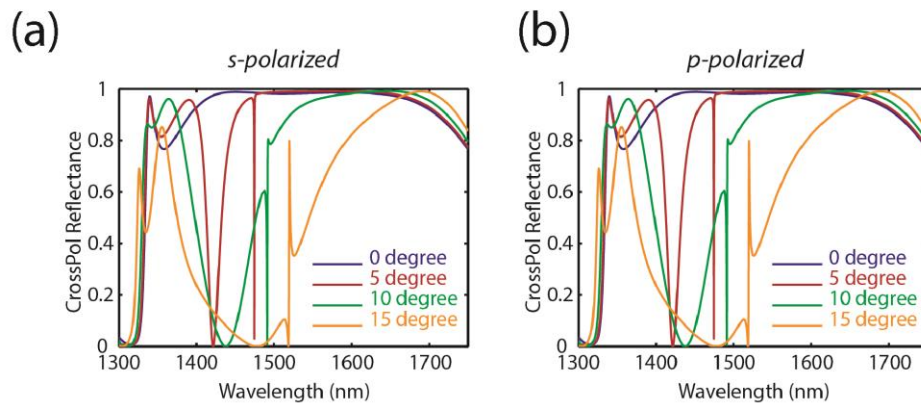 (a)
s-polarized
CrossPol Reflectance
1
0.8
0.6
0.4
0.2
0
1300 1400 1500 1600 1700
Wavelength (nm)
0 degree
5 degree
10 degree
15 degree
(b)
p-polarized
CrossPol Reflectance
1
0.8
0.6
0.4
0.2
0
1300 1400 1500 1600 1700
Wavelength (nm)
0 degree
5 degree
10 degree
15 degree